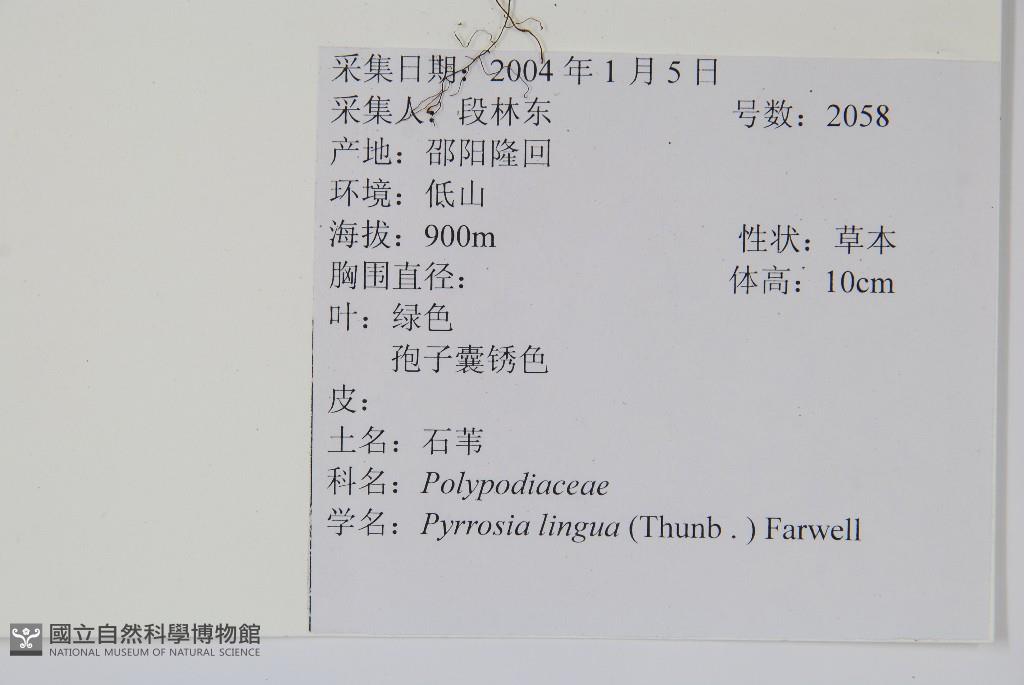 采集日期：2004 年 1 月 5 日
采集人：段林东 号数：2058
产地：邵阳隆回
环境：低山
海拔：900m 性状：草本
胸围直径： 体高：10cm
叶：绿色
孢子囊锈色
皮：
土名：石苇
科名：Polypodiaceae
学名：Pyrrosia lingua (Thunb . ) Farwell
國立自然科學博物館
NATIONAL MUSEUM OF NATURAL SCIENCE